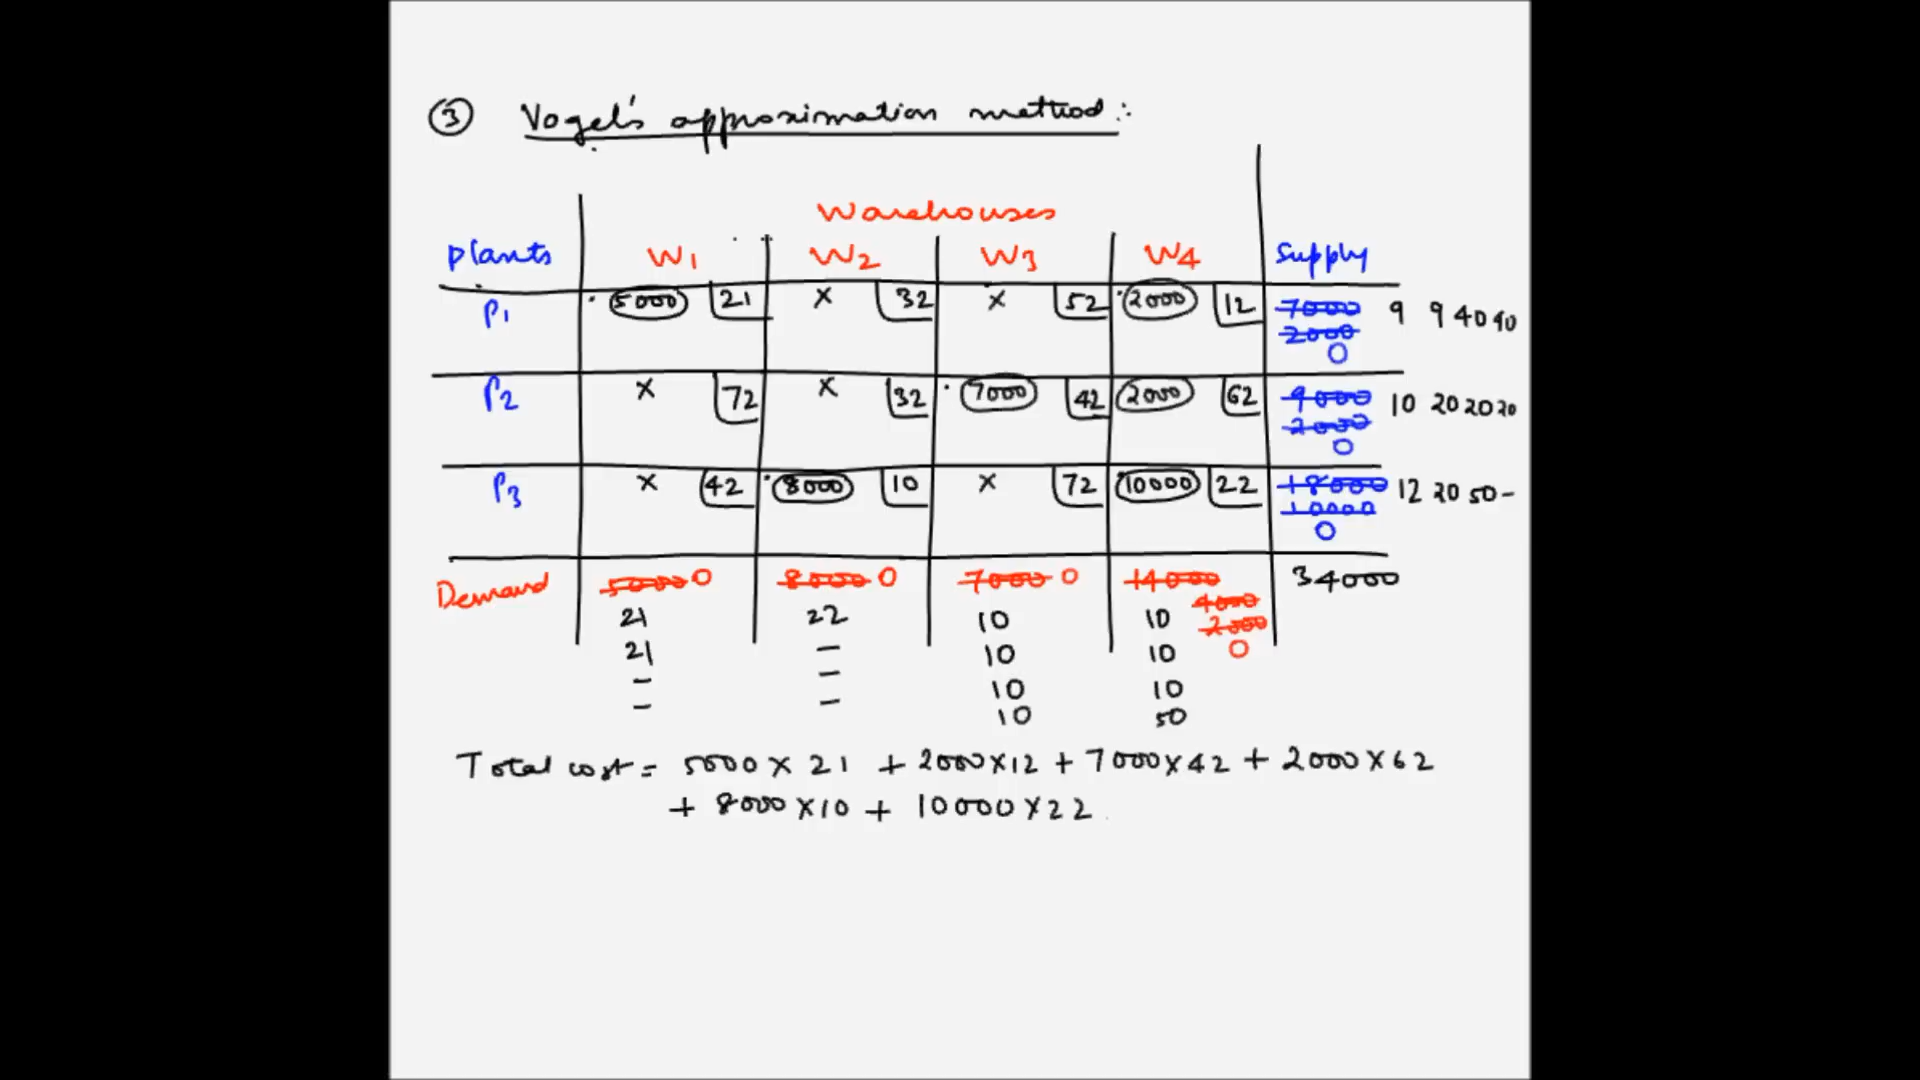 ③ Vogel's approximation method :
Warehouses
Plants W1 W2 W3 W4 Supply
P1 5000 21 x 32 x 52 2000 12 7000 9 9 40 40
2000
0
P2 x 72 x 32 7000 42 2000 62 9000 10 20 20 20
2000
0
P3 x 42 8000 10 x 72 10000 22 18000 12 20 50 -
10000
0
Demand 5000 0 8000 0 7000 0 14000 34000
4000
21 22 10 10 2000
21 - 10 10 0
- - 10 10
- - 10 50
Total cost = 5000 x 21 + 2000 x 12 + 7000 x 42 + 2000 x 62
+ 8000 x 10 + 10000 x 22